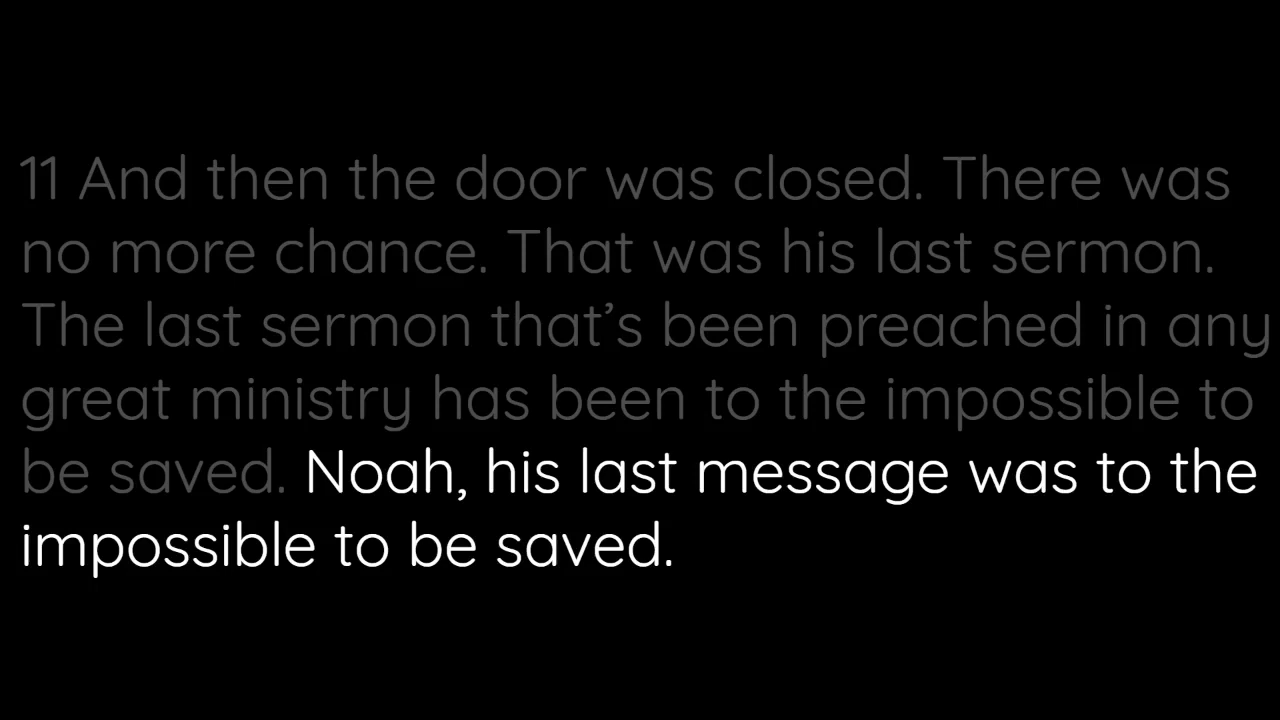 11 And then the door was closed. There was
no more chance. That was his last sermon.
The last sermon that’s been preached in any
great ministry has been to the impossible to
be saved. Noah, his last message was to the
impossible to be saved.